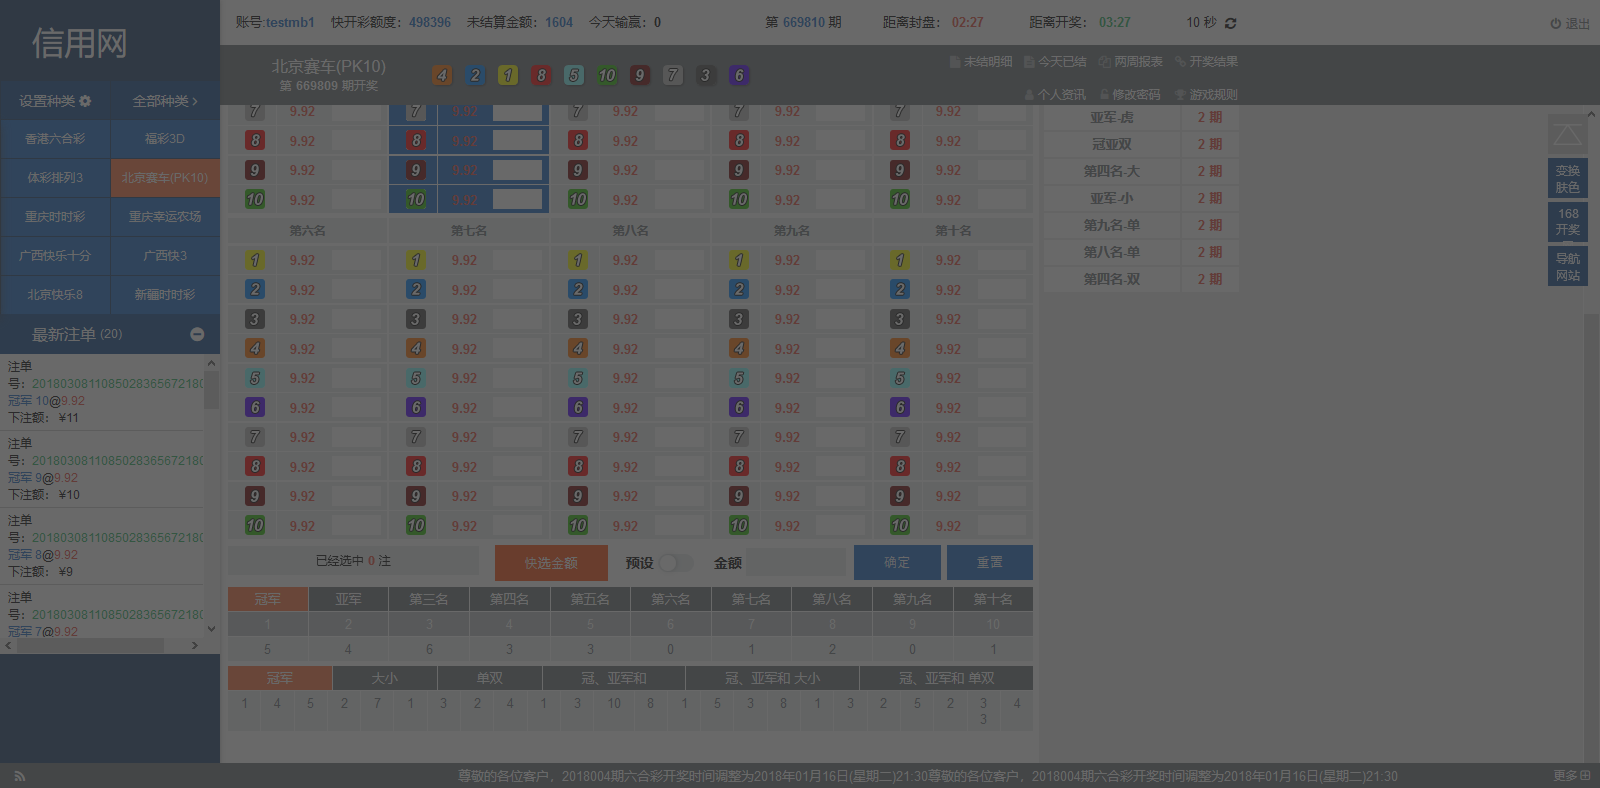 信用网
账号:testmb1 快开彩额度：498396 未结算金额：1604 今天输赢：0 第 669810 期 距离封盘：02:27 距离开奖：03:27 10 秒 退出
北京赛车(PK10)
第 669809 期开奖
4 2 1 8 5 10 9 7 3 6
未结明细 今天已结 两周报表 开奖结果
个人资讯 修改密码 游戏规则
设置种类 全部种类
香港六合彩 福彩3D
体彩排列3 北京赛车(PK10)
重庆时时彩 重庆幸运农场
广西快乐十分 广西快3
北京快乐8 新疆时时彩
最新注单 (20)
注单
号：2018030811085028365672180
冠军 10@9.92
下注额：¥11
注单
号：2018030811085028365672180
冠军 9@9.92
下注额：¥10
注单
号：2018030811085028365672180
冠军 8@9.92
下注额：¥9
注单
号：2018030811085028365672180
冠军 7@9.92
7 9.92 7 9.92 7 9.92 7 9.92 7 9.92
8 9.92 8 9.92 8 9.92 8 9.92 8 9.92
9 9.92 9 9.92 9 9.92 9 9.92 9 9.92
10 9.92 10 9.92 10 9.92 10 9.92 10 9.92
第六名 第七名 第八名 第九名 第十名
1 9.92 1 9.92 1 9.92 1 9.92 1 9.92
2 9.92 2 9.92 2 9.92 2 9.92 2 9.92
3 9.92 3 9.92 3 9.92 3 9.92 3 9.92
4 9.92 4 9.92 4 9.92 4 9.92 4 9.92
5 9.92 5 9.92 5 9.92 5 9.92 5 9.92
6 9.92 6 9.92 6 9.92 6 9.92 6 9.92
7 9.92 7 9.92 7 9.92 7 9.92 7 9.92
8 9.92 8 9.92 8 9.92 8 9.92 8 9.92
9 9.92 9 9.92 9 9.92 9 9.92 9 9.92
10 9.92 10 9.92 10 9.92 10 9.92 10 9.92
已经选中 0 注 快选金额 预设 金额 确定 重置
冠军 亚军 第三名 第四名 第五名 第六名 第七名 第八名 第九名 第十名
1 2 3 4 5 6 7 8 9 10
5 4 6 3 3 0 1 2 0 1
冠军 大小 单双 冠、亚军和 冠、亚军和 大小 冠、亚军和 单双
1 4 5 2 7 1 3 2 4 1 3 10 8 1 5 3 8 1 3 2 5 2 3 4
3
亚军-虎 2 期
冠亚双 2 期
第四名-大 2 期
亚军-小 2 期
第九名-单 2 期
第八名-单 2 期
第四名-双 2 期
变换
肤色
168
开奖
导航
网站
尊敬的各位客户，2018004期六合彩开奖时间调整为2018年01月16日(星期二)21:30尊敬的各位客户，2018004期六合彩开奖时间调整为2018年01月16日(星期二)21:30 更多